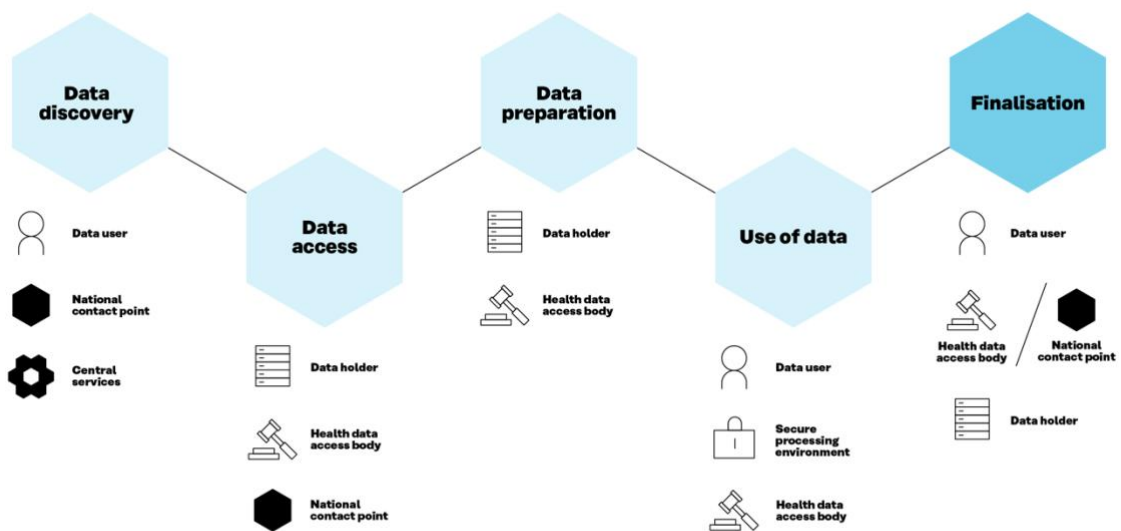 Data
discovery
Data user
National
contact point
Central
services
Data
access
Data holder
Health data
access body
National
contact point
Data
preparation
Data holder
Health data
access body
Use of data
Data user
Secure
processing
environment
Health data
access body
Finalisation
Data user
Health data
access body
National
contact point
Data holder